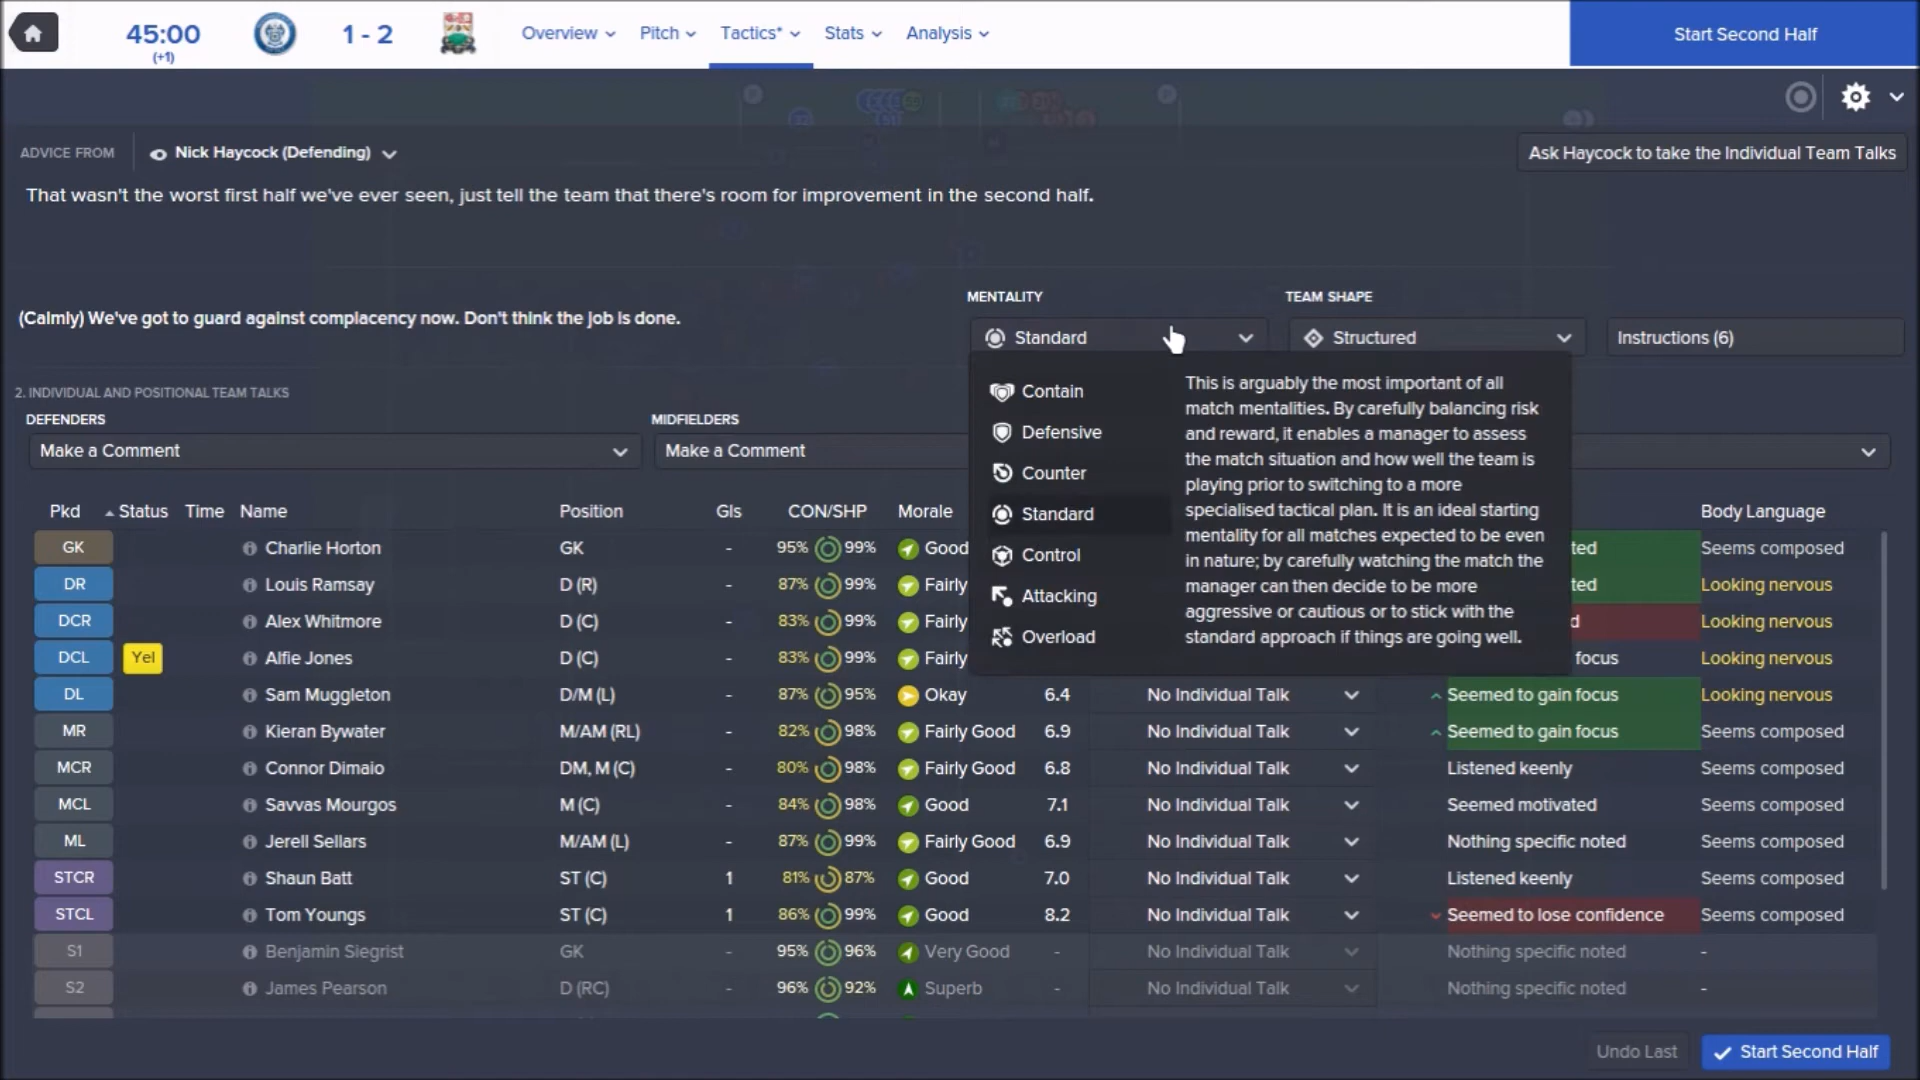 45:00
(+1)
1 - 2
Overview
Pitch
Tactics*
Stats
Analysis
Start Second Half
ADVICE FROM
Nick Haycock (Defending)
Ask Haycock to take the Individual Team Talks
That wasn't the worst first half we've ever seen, just tell the team that there's room for improvement in the second half.
MENTALITY
TEAM SHAPE
(Calmly) We've got to guard against complacency now. Don't think the job is done.
Standard
Structured
Instructions (6)
2. INDIVIDUAL AND POSITIONAL TEAM TALKS
DEFENDERS
MIDFIELDERS
Make a Comment
Make a Comment
Contain
Defensive
Counter
Standard
Control
Attacking
Overload
This is arguably the most important of all
match mentalities. By carefully balancing risk
and reward, it enables a manager to assess
the match situation and how well the team is
playing prior to switching to a more
specialised tactical plan. It is an ideal starting
mentality for all matches expected to be even
in nature; by carefully watching the match the
manager can then decide to be more
aggressive or cautious or to stick with the
standard approach if things are going well.
Pkd Status Time Name Position Gls CON/SHP Morale Body Language
GK Charlie Horton GK - 95% 99% Good ted Seems composed
DR Louis Ramsay D (R) - 87% 99% Fairly ted Looking nervous
DCR Alex Whitmore D (C) - 83% 99% Fairly d Looking nervous
DCL Yel Alfie Jones D (C) - 83% 99% Fairly focus Looking nervous
DL Sam Muggleton D/M (L) - 87% 95% Okay 6.4 No Individual Talk Seemed to gain focus Looking nervous
MR Kieran Bywater M/AM (RL) - 82% 98% Fairly Good 6.9 No Individual Talk Seemed to gain focus Seems composed
MCR Connor Dimaio DM, M (C) - 80% 98% Fairly Good 6.8 No Individual Talk Listened keenly Seems composed
MCL Savvas Mourgos M (C) - 84% 98% Good 7.1 No Individual Talk Seemed motivated Seems composed
ML Jerell Sellars M/AM (L) - 87% 99% Fairly Good 6.9 No Individual Talk Nothing specific noted Seems composed
STCR Shaun Batt ST (C) 1 81% 87% Good 7.0 No Individual Talk Listened keenly Seems composed
STCL Tom Youngs ST (C) 1 86% 99% Good 8.2 No Individual Talk Seemed to lose confidence Seems composed
S1 Benjamin Siegrist GK - 95% 96% Very Good - No Individual Talk Nothing specific noted -
S2 James Pearson D (RC) - 96% 92% Superb - No Individual Talk Nothing specific noted -
Undo Last
Start Second Half